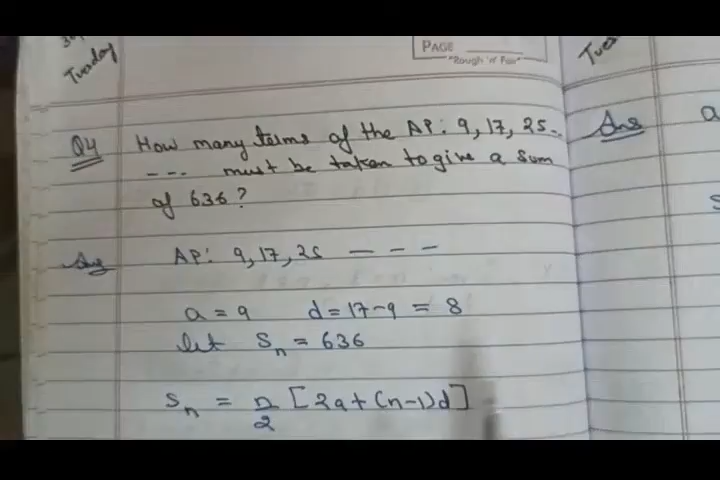 Tuesday
PAGE
"Rough 'n' Fair"
Tues
Q4 How many terms of the AP: 9, 17, 25..
--- must be taken to give a sum
of 636?
Ans
a
Ans AP: 9, 17, 25 ---
a = 9 d = 17-9 = 8
let Sn = 636
Sn = n/2 [2a+(n-1)d]